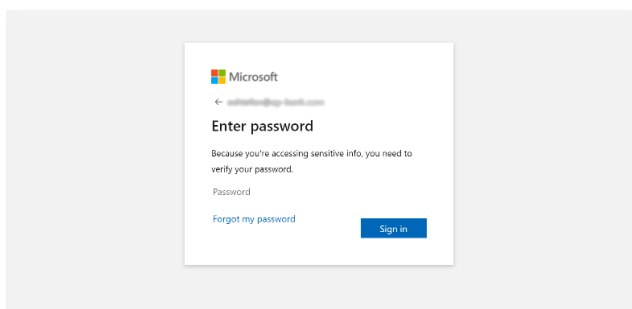 Microsoft
←
Enter password
Because you're accessing sensitive info, you need to
verify your password.
Password
Forgot my password
Sign in